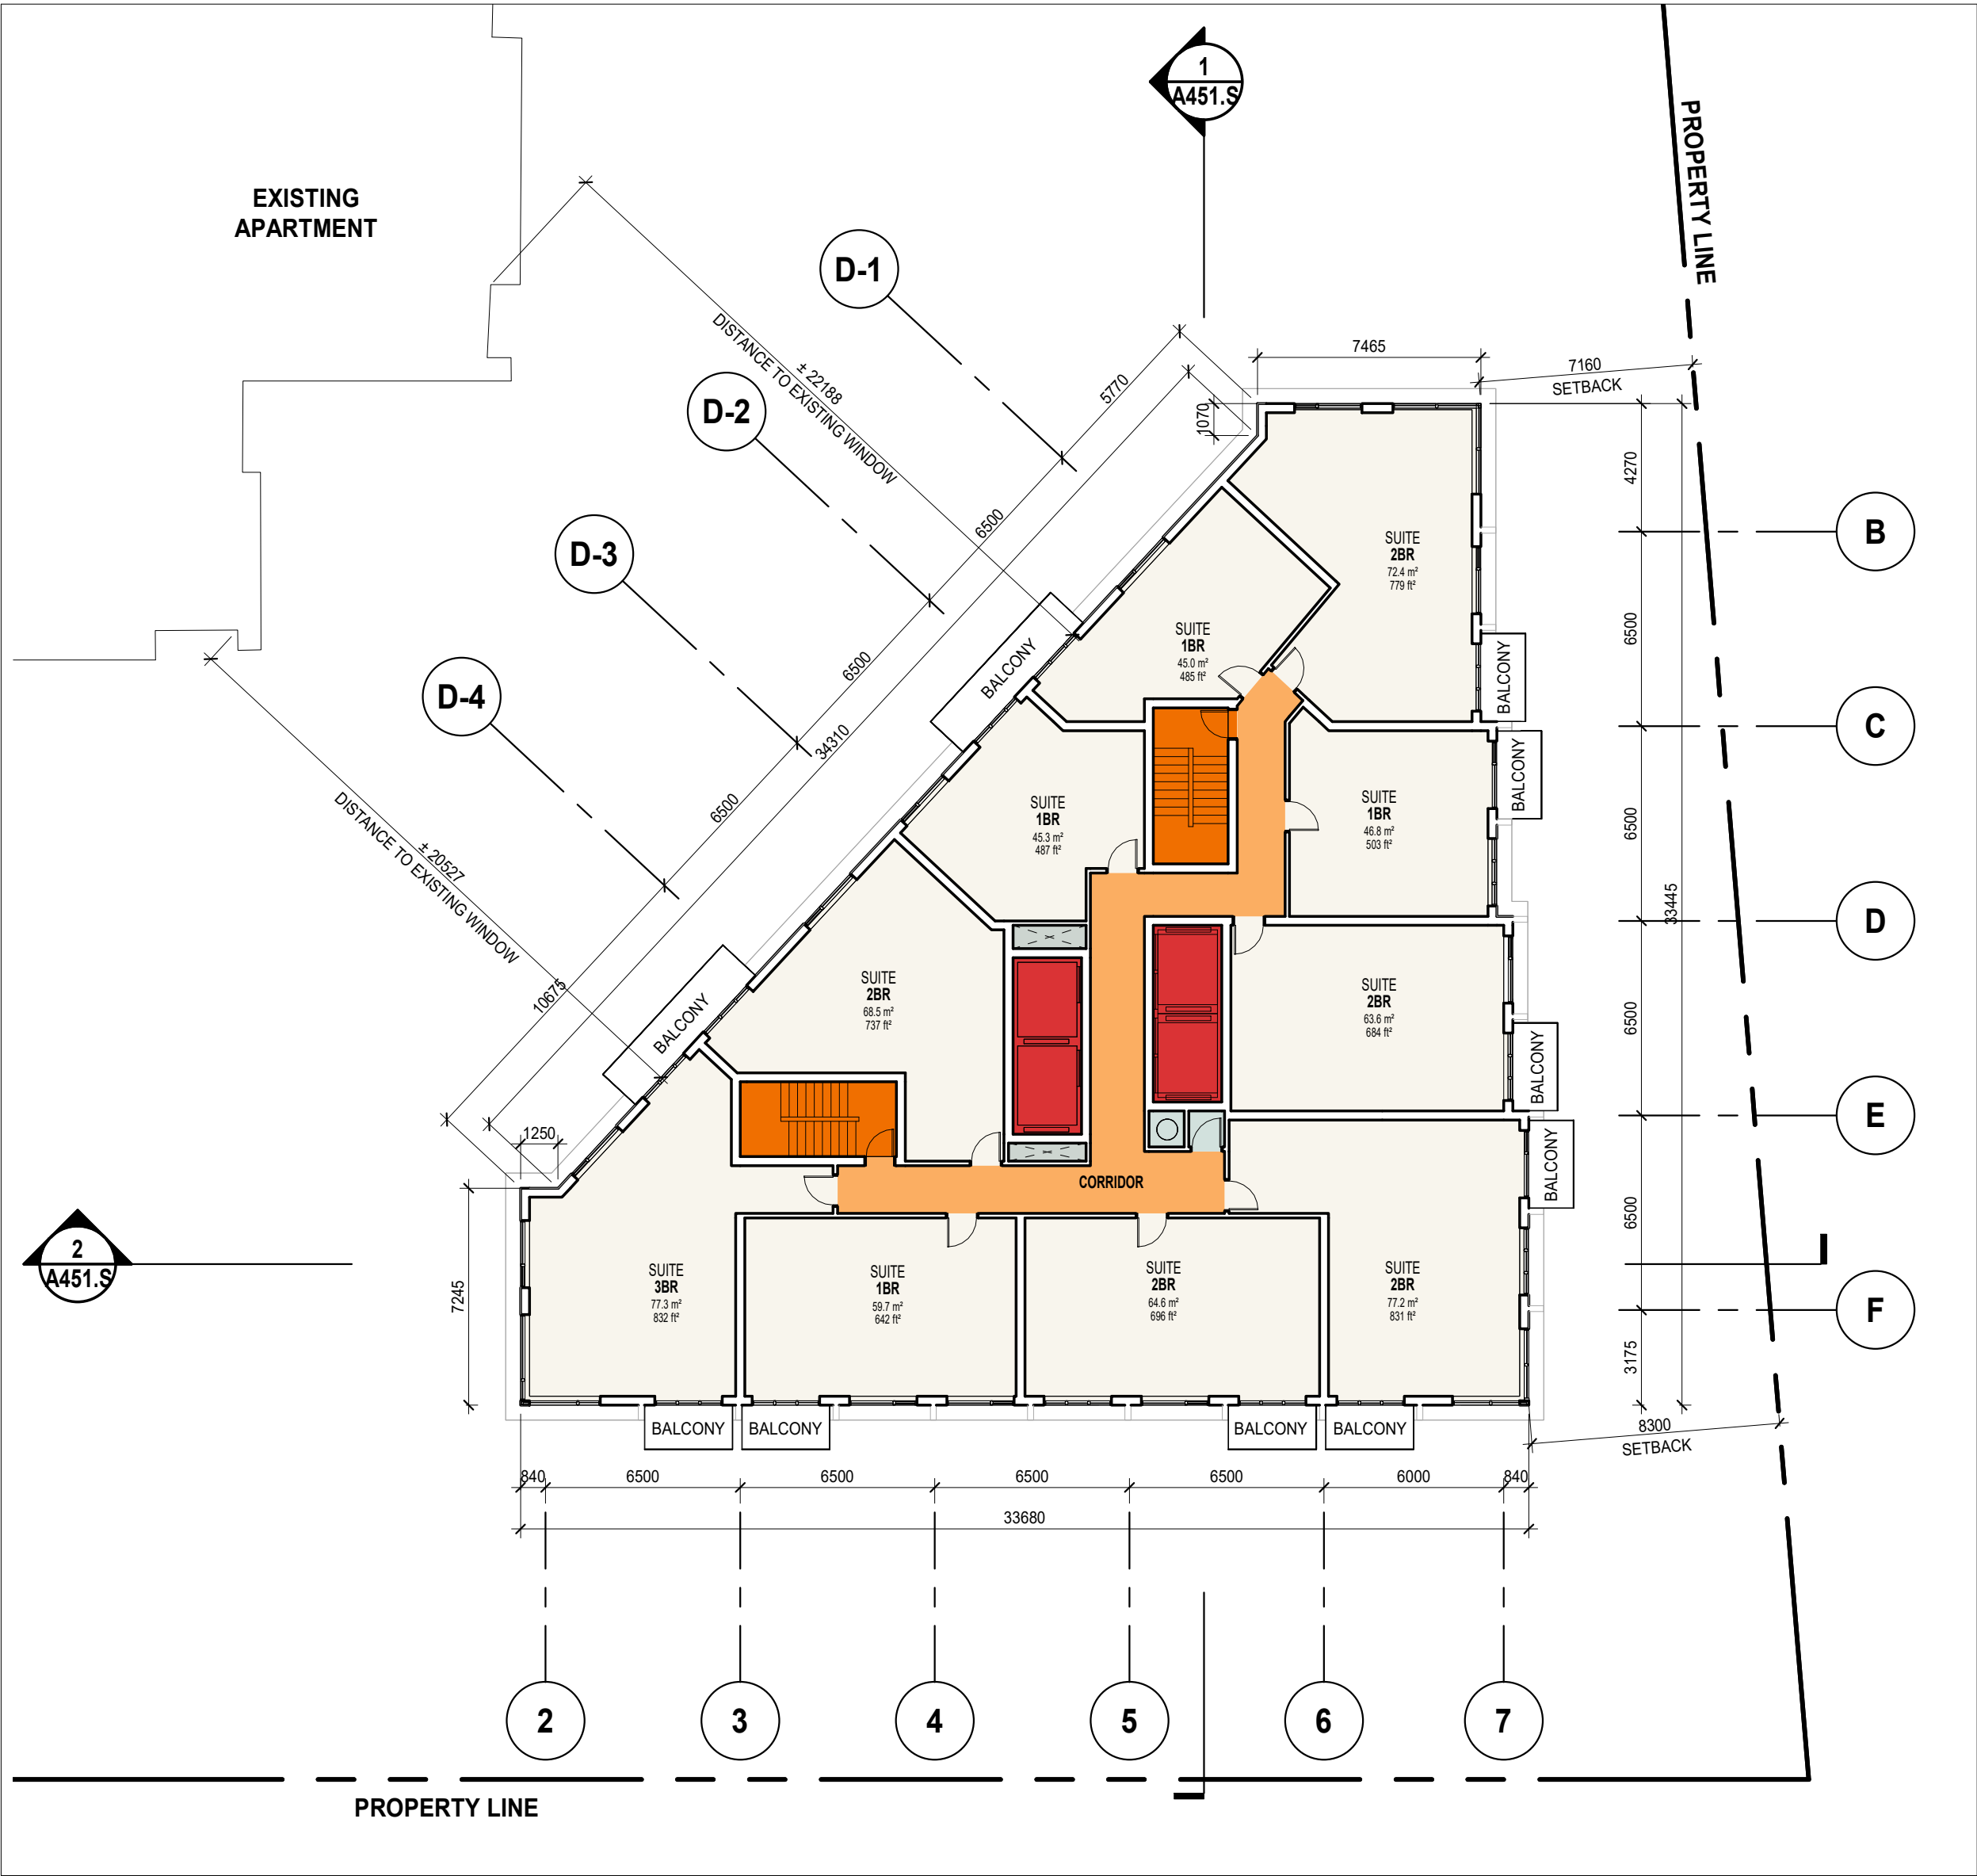 1
A451.S
PROPERTY LINE
EXISTING
APARTMENT
D-1
D-2
D-3
D-4
± 22188
DISTANCE TO EXISTING WINDOW
± 20527
DISTANCE TO EXISTING WINDOW
5770
6500
6500
6500
10675
34310
7465
1070
7160
SETBACK
4270
6500
6500
6500
6500
3175
33445
B
C
D
E
F
SUITE
2BR
72.4 m²
779 ft²
SUITE
1BR
45.0 m²
485 ft²
BALCONY
BALCONY
BALCONY
SUITE
1BR
45.3 m²
487 ft²
SUITE
1BR
46.8 m²
503 ft²
SUITE
2BR
68.5 m²
737 ft²
SUITE
2BR
63.6 m²
684 ft²
BALCONY
BALCONY
BALCONY
1250
CORRIDOR
2
A451.S
7245
SUITE
3BR
77.3 m²
832 ft²
SUITE
1BR
59.7 m²
642 ft²
SUITE
2BR
64.6 m²
696 ft²
SUITE
2BR
77.2 m²
831 ft²
BALCONY
BALCONY
BALCONY
BALCONY
8300
SETBACK
840
6500
6500
6500
6500
6000
840
33680
2
3
4
5
6
7
PROPERTY LINE